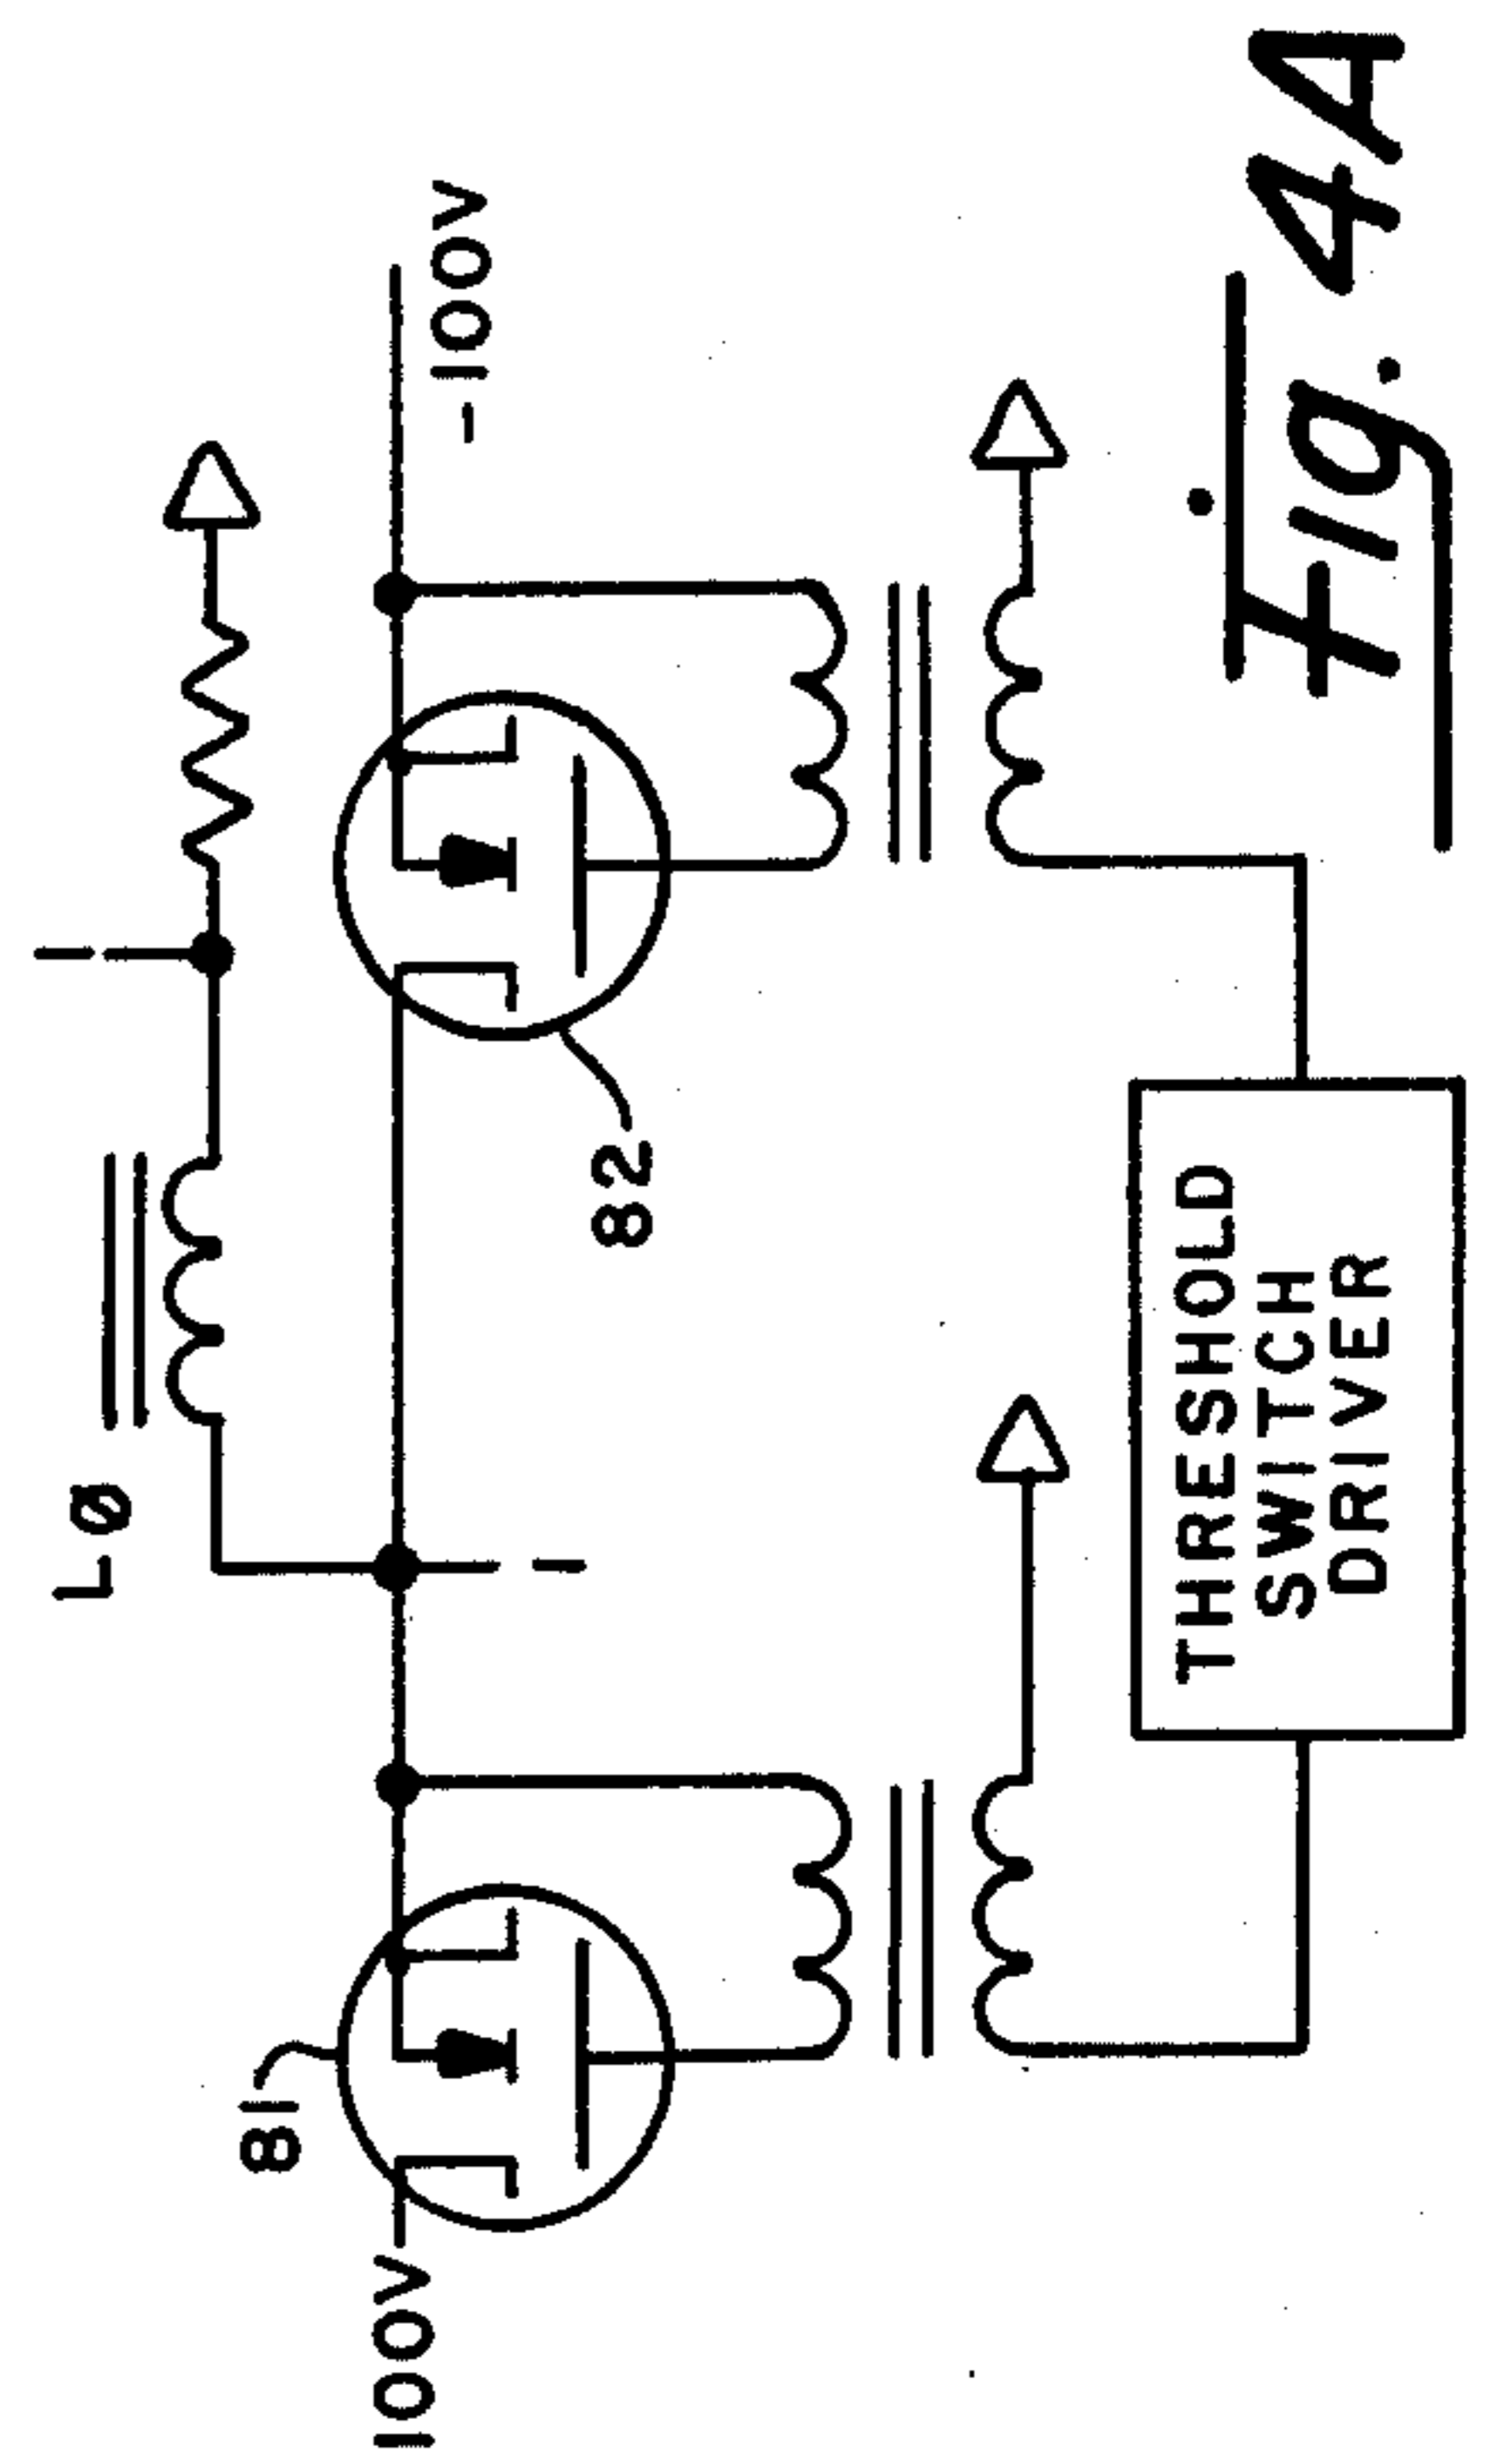 LØ
81
100V
-100V
82
THRESHOLD
SWITCH
DRIVER
Fig. 4A